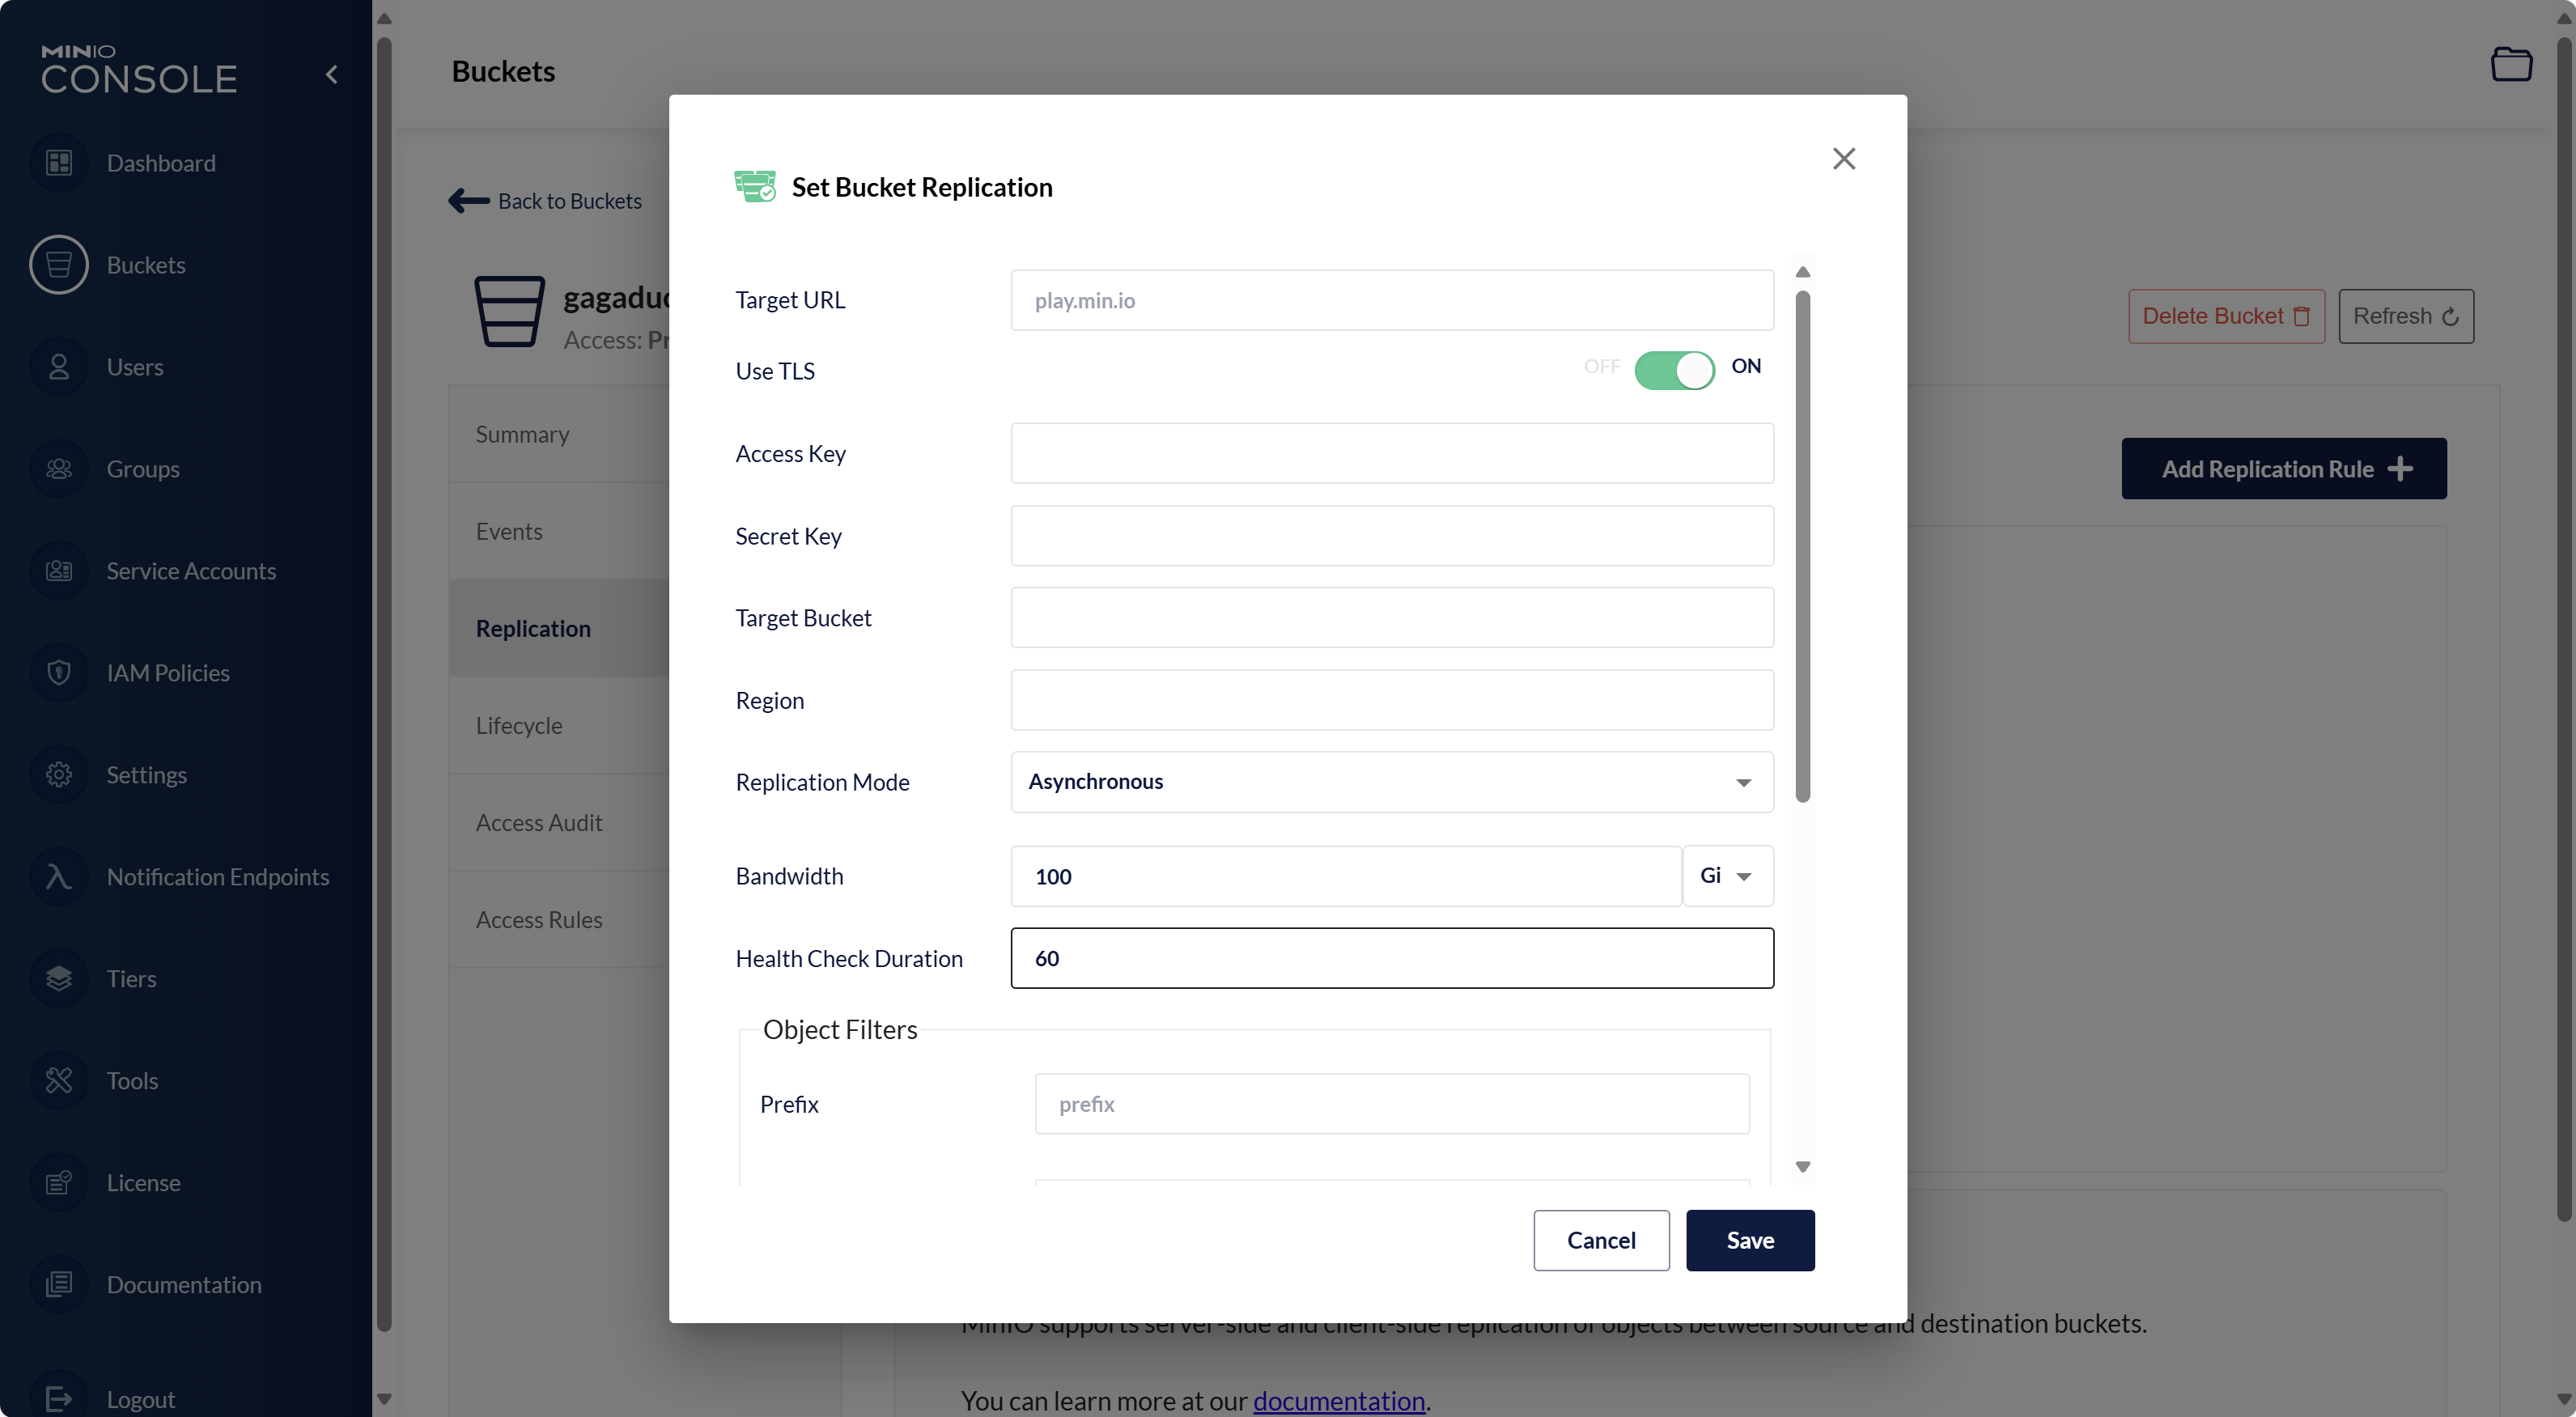 MINIO
CONSOLE
Dashboard
Buckets
Users
Groups
Service Accounts
IAM Policies
Settings
Notification Endpoints
Tiers
Tools
License
Documentation
Logout
Buckets
Back to Buckets
Access:
Delete Bucket
Refresh
Summary
Events
Replication
Lifecycle
Access Audit
Access Rules
Add Replication Rule
Set Bucket Replication
Target URL
play.min.io
Use TLS
OFF
ON
Access Key
Secret Key
Target Bucket
Region
Replication Mode
Asynchronous
Bandwidth
100
Gi
Health Check Duration
60
Object Filters
Prefix
prefix
Cancel
Save
MinIO supports server-side and client-side replication of objects between source and destination buckets.
You can learn more at our documentation.